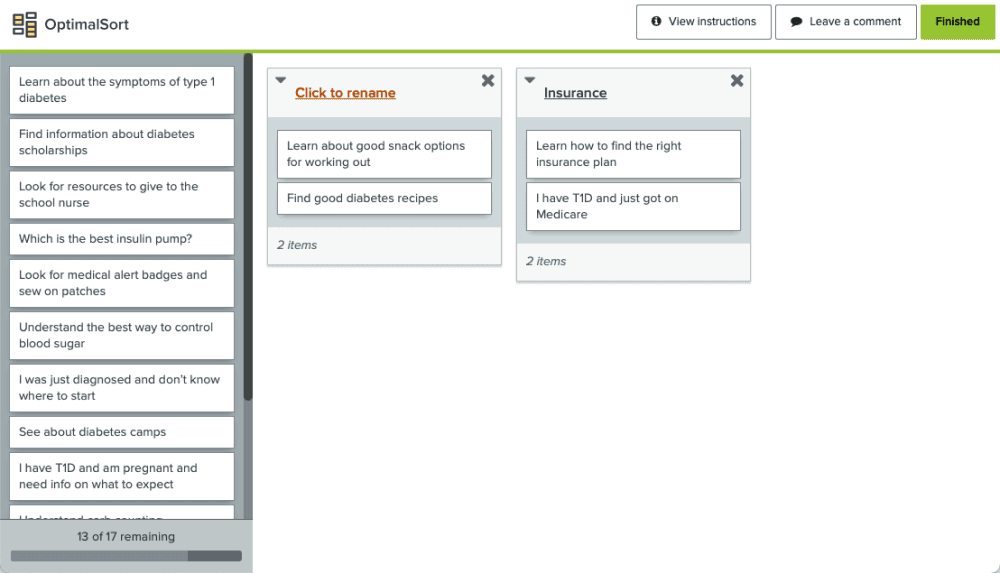 OptimalSort
View instructions
Leave a comment
Finished
Learn about the symptoms of type 1
diabetes
Find information about diabetes
scholarships
Look for resources to give to the
school nurse
Which is the best insulin pump?
Look for medical alert badges and
sew on patches
Understand the best way to control
blood sugar
I was just diagnosed and don't know
where to start
See about diabetes camps
I have T1D and am pregnant and
need info on what to expect
Understand carb counting
13 of 17 remaining
Click to rename
Learn about good snack options
for working out
Find good diabetes recipes
2 items
Insurance
Learn how to find the right
insurance plan
I have T1D and just got on
Medicare
2 items